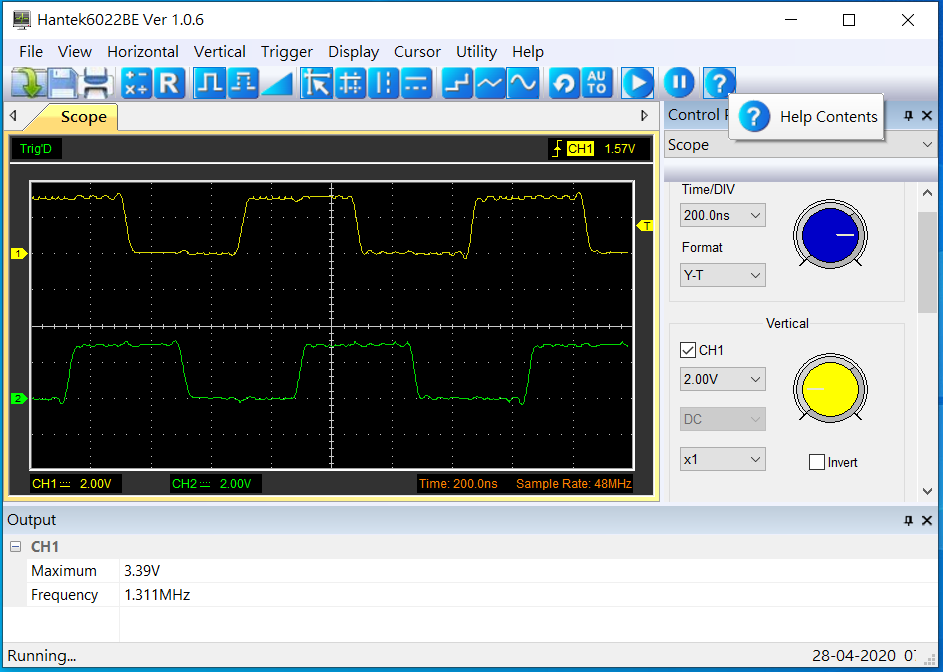 Hantek6022BE Ver 1.0.6
File View Horizontal Vertical Trigger Display Cursor Utility Help
R AU TO ?
Scope
Control
? Help Contents
Scope
Trig'D
CH1 1.57V
T
1
2
CH1 2.00V CH2 2.00V Time: 200.0ns Sample Rate: 48MHz
Time/DIV
200.0ns
Format
Y-T
Vertical
CH1
2.00V
DC
x1
Invert
Output
CH1
Maximum 3.39V
Frequency 1.311MHz
Running... 28-04-2020